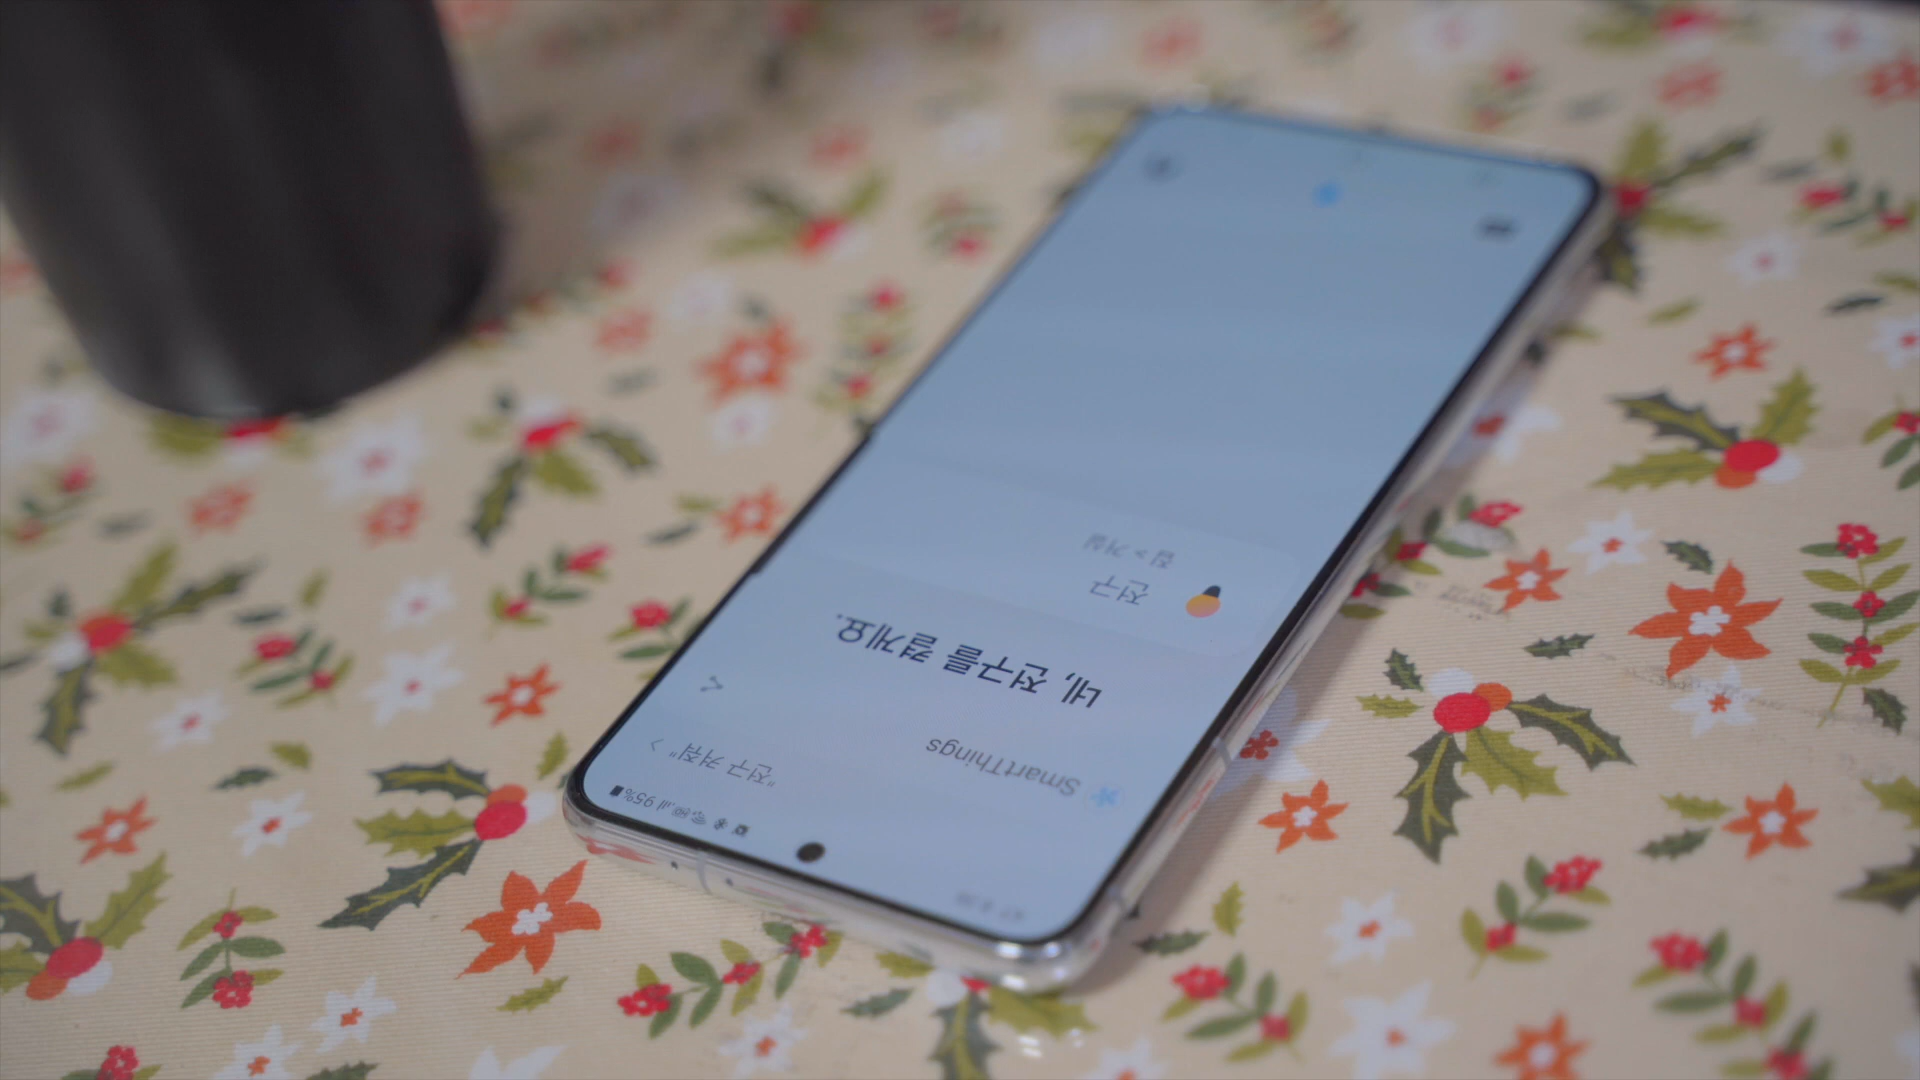 95%
"전구 켜줘" >
SmartThings
네, 전구를 켤게요.
전구
집 > 거실